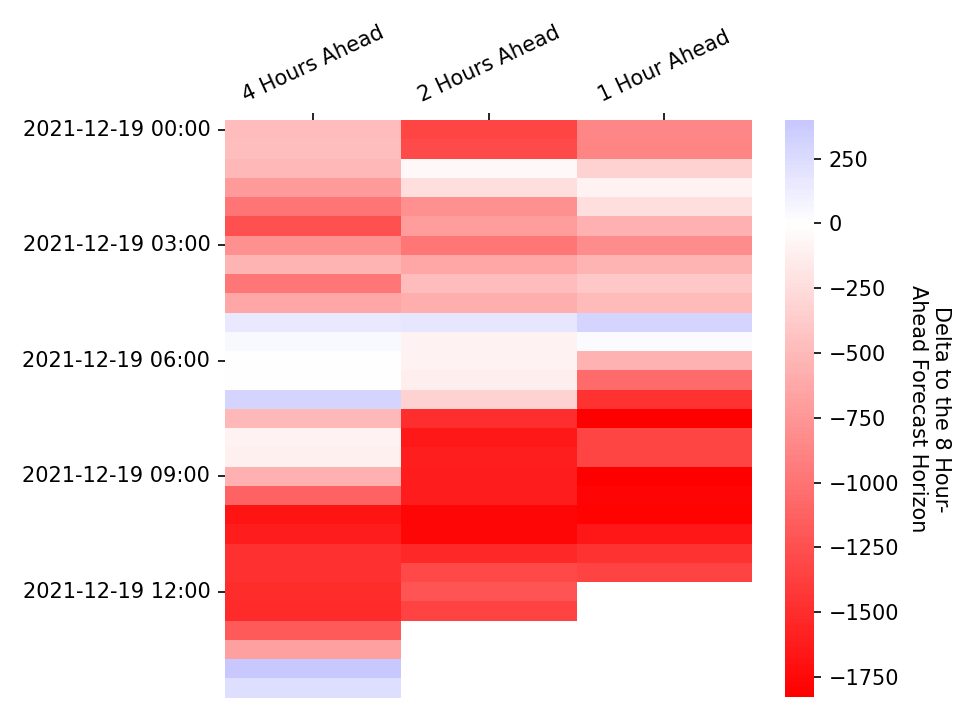 4 Hours Ahead
2 Hours Ahead
1 Hour Ahead
2021-12-19 00:00
2021-12-19 03:00
2021-12-19 06:00
2021-12-19 09:00
2021-12-19 12:00
250
0
−250
−500
−750
−1000
−1250
−1500
−1750
Delta to the 8 Hour-
Ahead Forecast Horizon